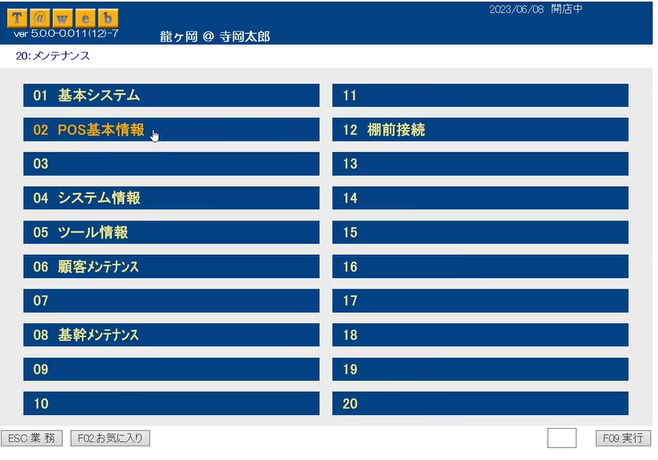 T@web
2023/06/08 開店中
ver 5.0.0-0.011(12)-7
龍ヶ岡 @ 寺岡太郎
20:メンテナンス
01 基本システム
02 POS基本情報
03
04 システム情報
05 ツール情報
06 顧客メンテナンス
07
08 基幹メンテナンス
09
10
11
12 棚前接続
13
14
15
16
17
18
19
20
ESC:業 務
F02:お気に入り
F09:実行